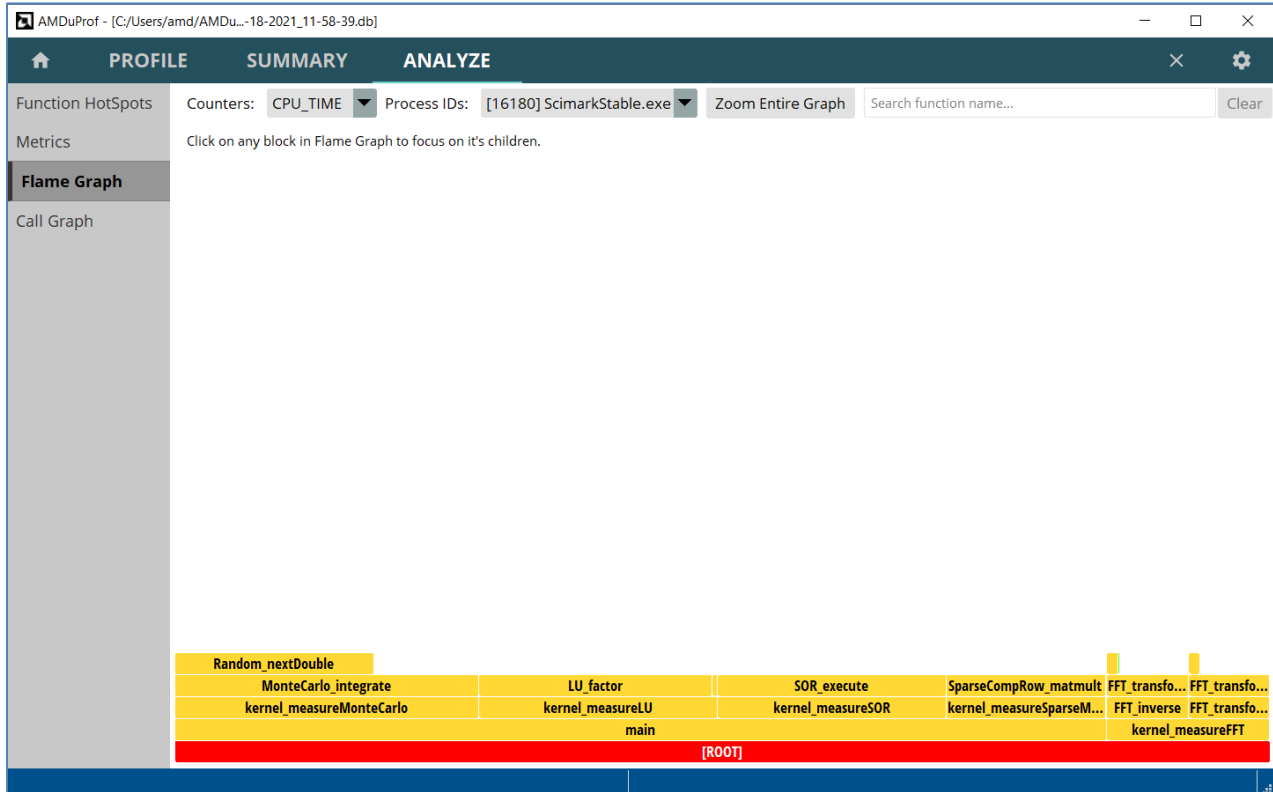 AMDuProf - [C:/Users/amd/AMDu...-18-2021_11-58-39.db]
PROFILE SUMMARY ANALYZE
Function HotSpots
Metrics
Flame Graph
Call Graph
Counters: CPU_TIME Process IDs: [16180] ScimarkStable.exe Zoom Entire Graph Search function name... Clear
Click on any block in Flame Graph to focus on it's children.
Random_nextDouble
MonteCarlo_integrate LU_factor SOR_execute SparseCompRow_matmult FFT_transfo... FFT_transfo...
kernel_measureMonteCarlo kernel_measureLU kernel_measureSOR kernel_measureSparseM... FFT_inverse FFT_transfo...
main kernel_measureFFT
[ROOT]